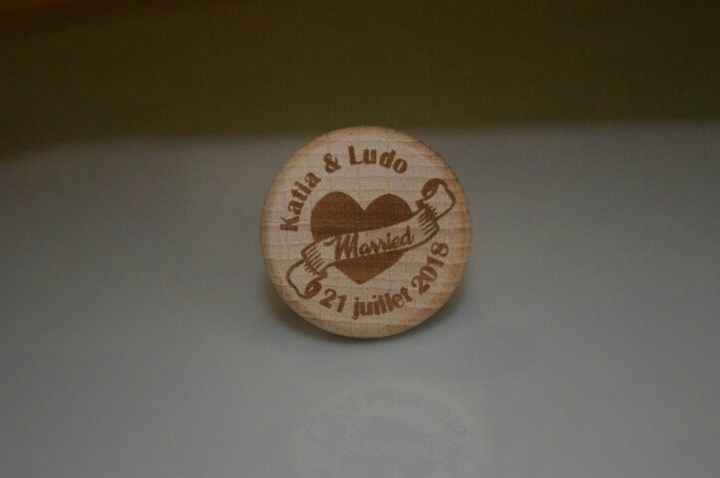 Katia & Ludo
Married
21 juillet 2018